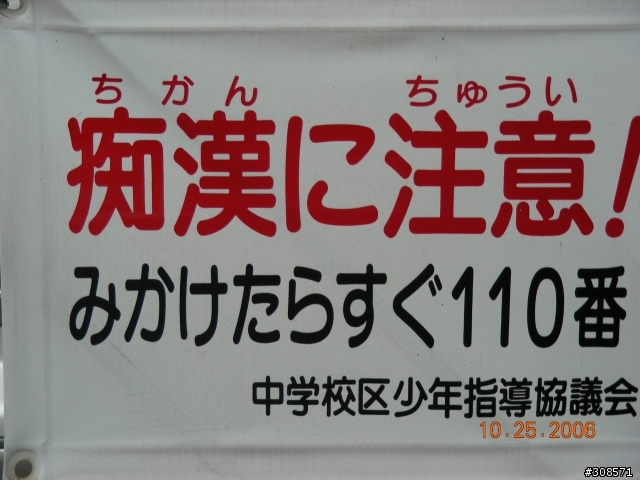 ちかん ちゅうい
痴漢に注意!
みかけたらすぐ110番
中学校区少年指導協議会
10.25.2006
#308571